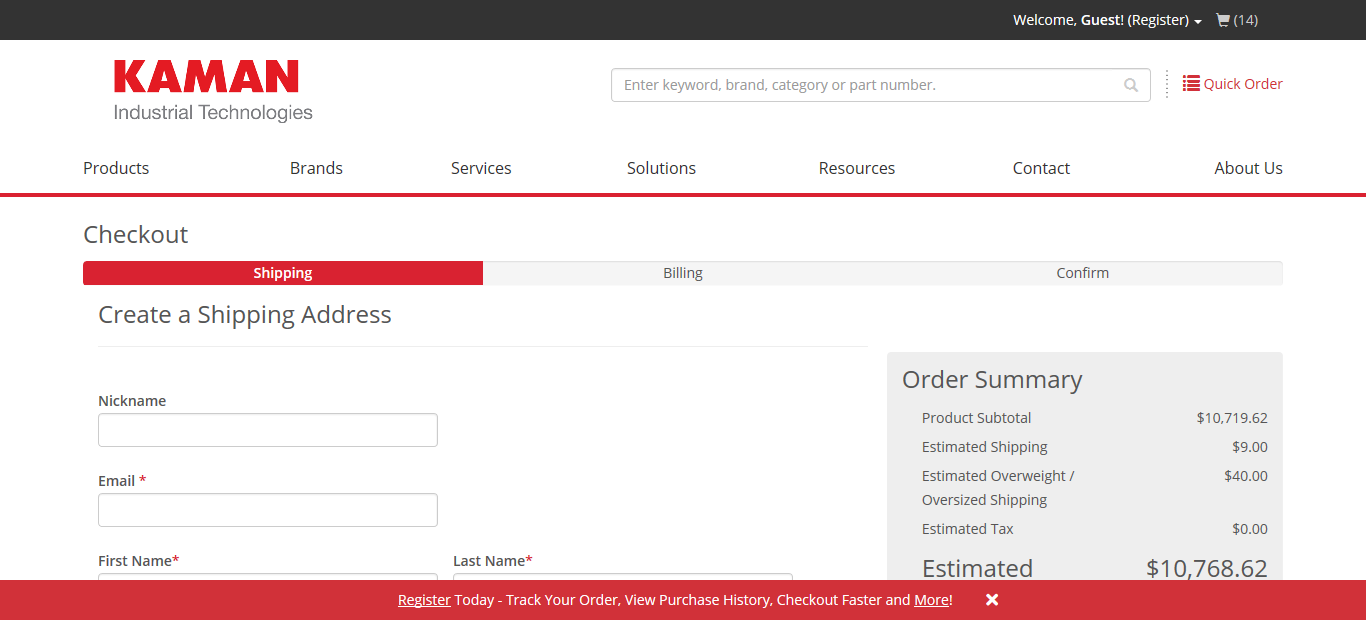 Welcome, Guest! (Register) (14)
KAMAN
Industrial Technologies
Enter keyword, brand, category or part number.
Quick Order
Products Brands Services Solutions Resources Contact About Us
Checkout
Shipping Billing Confirm
Create a Shipping Address
Nickname
Email *
First Name* Last Name*
Order Summary
Product Subtotal $10,719.62
Estimated Shipping $9.00
Estimated Overweight / $40.00
Oversized Shipping
Estimated Tax $0.00
Estimated $10,768.62
Register Today - Track Your Order, View Purchase History, Checkout Faster and More!